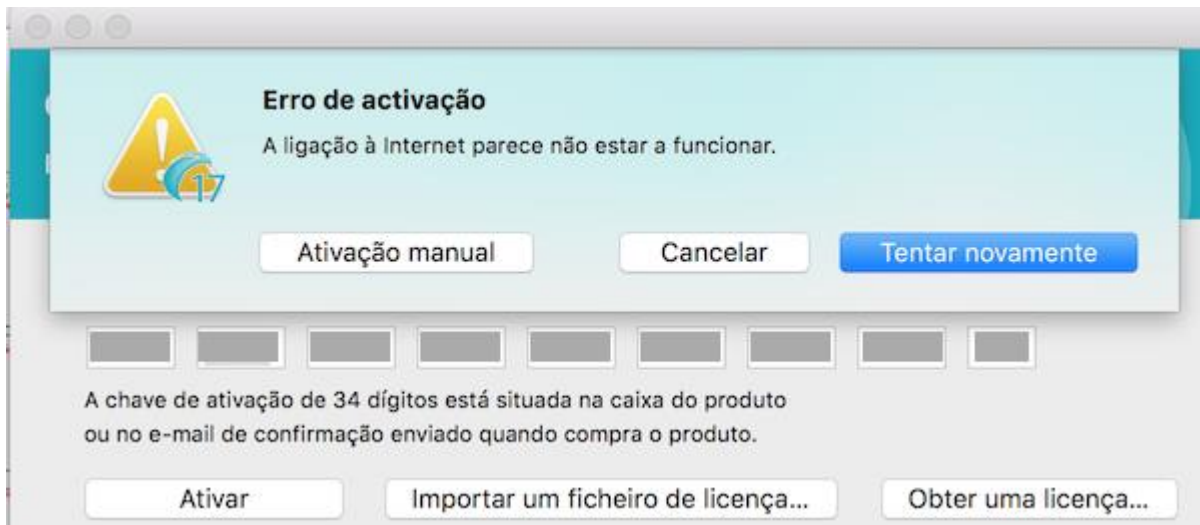 Erro de activação
A ligação à Internet parece não estar a funcionar.
17
Ativação manual Cancelar Tentar novamente
A chave de ativação de 34 dígitos está situada na caixa do produto
ou no e-mail de confirmação enviado quando compra o produto.
Ativar Importar um ficheiro de licença... Obter uma licença...